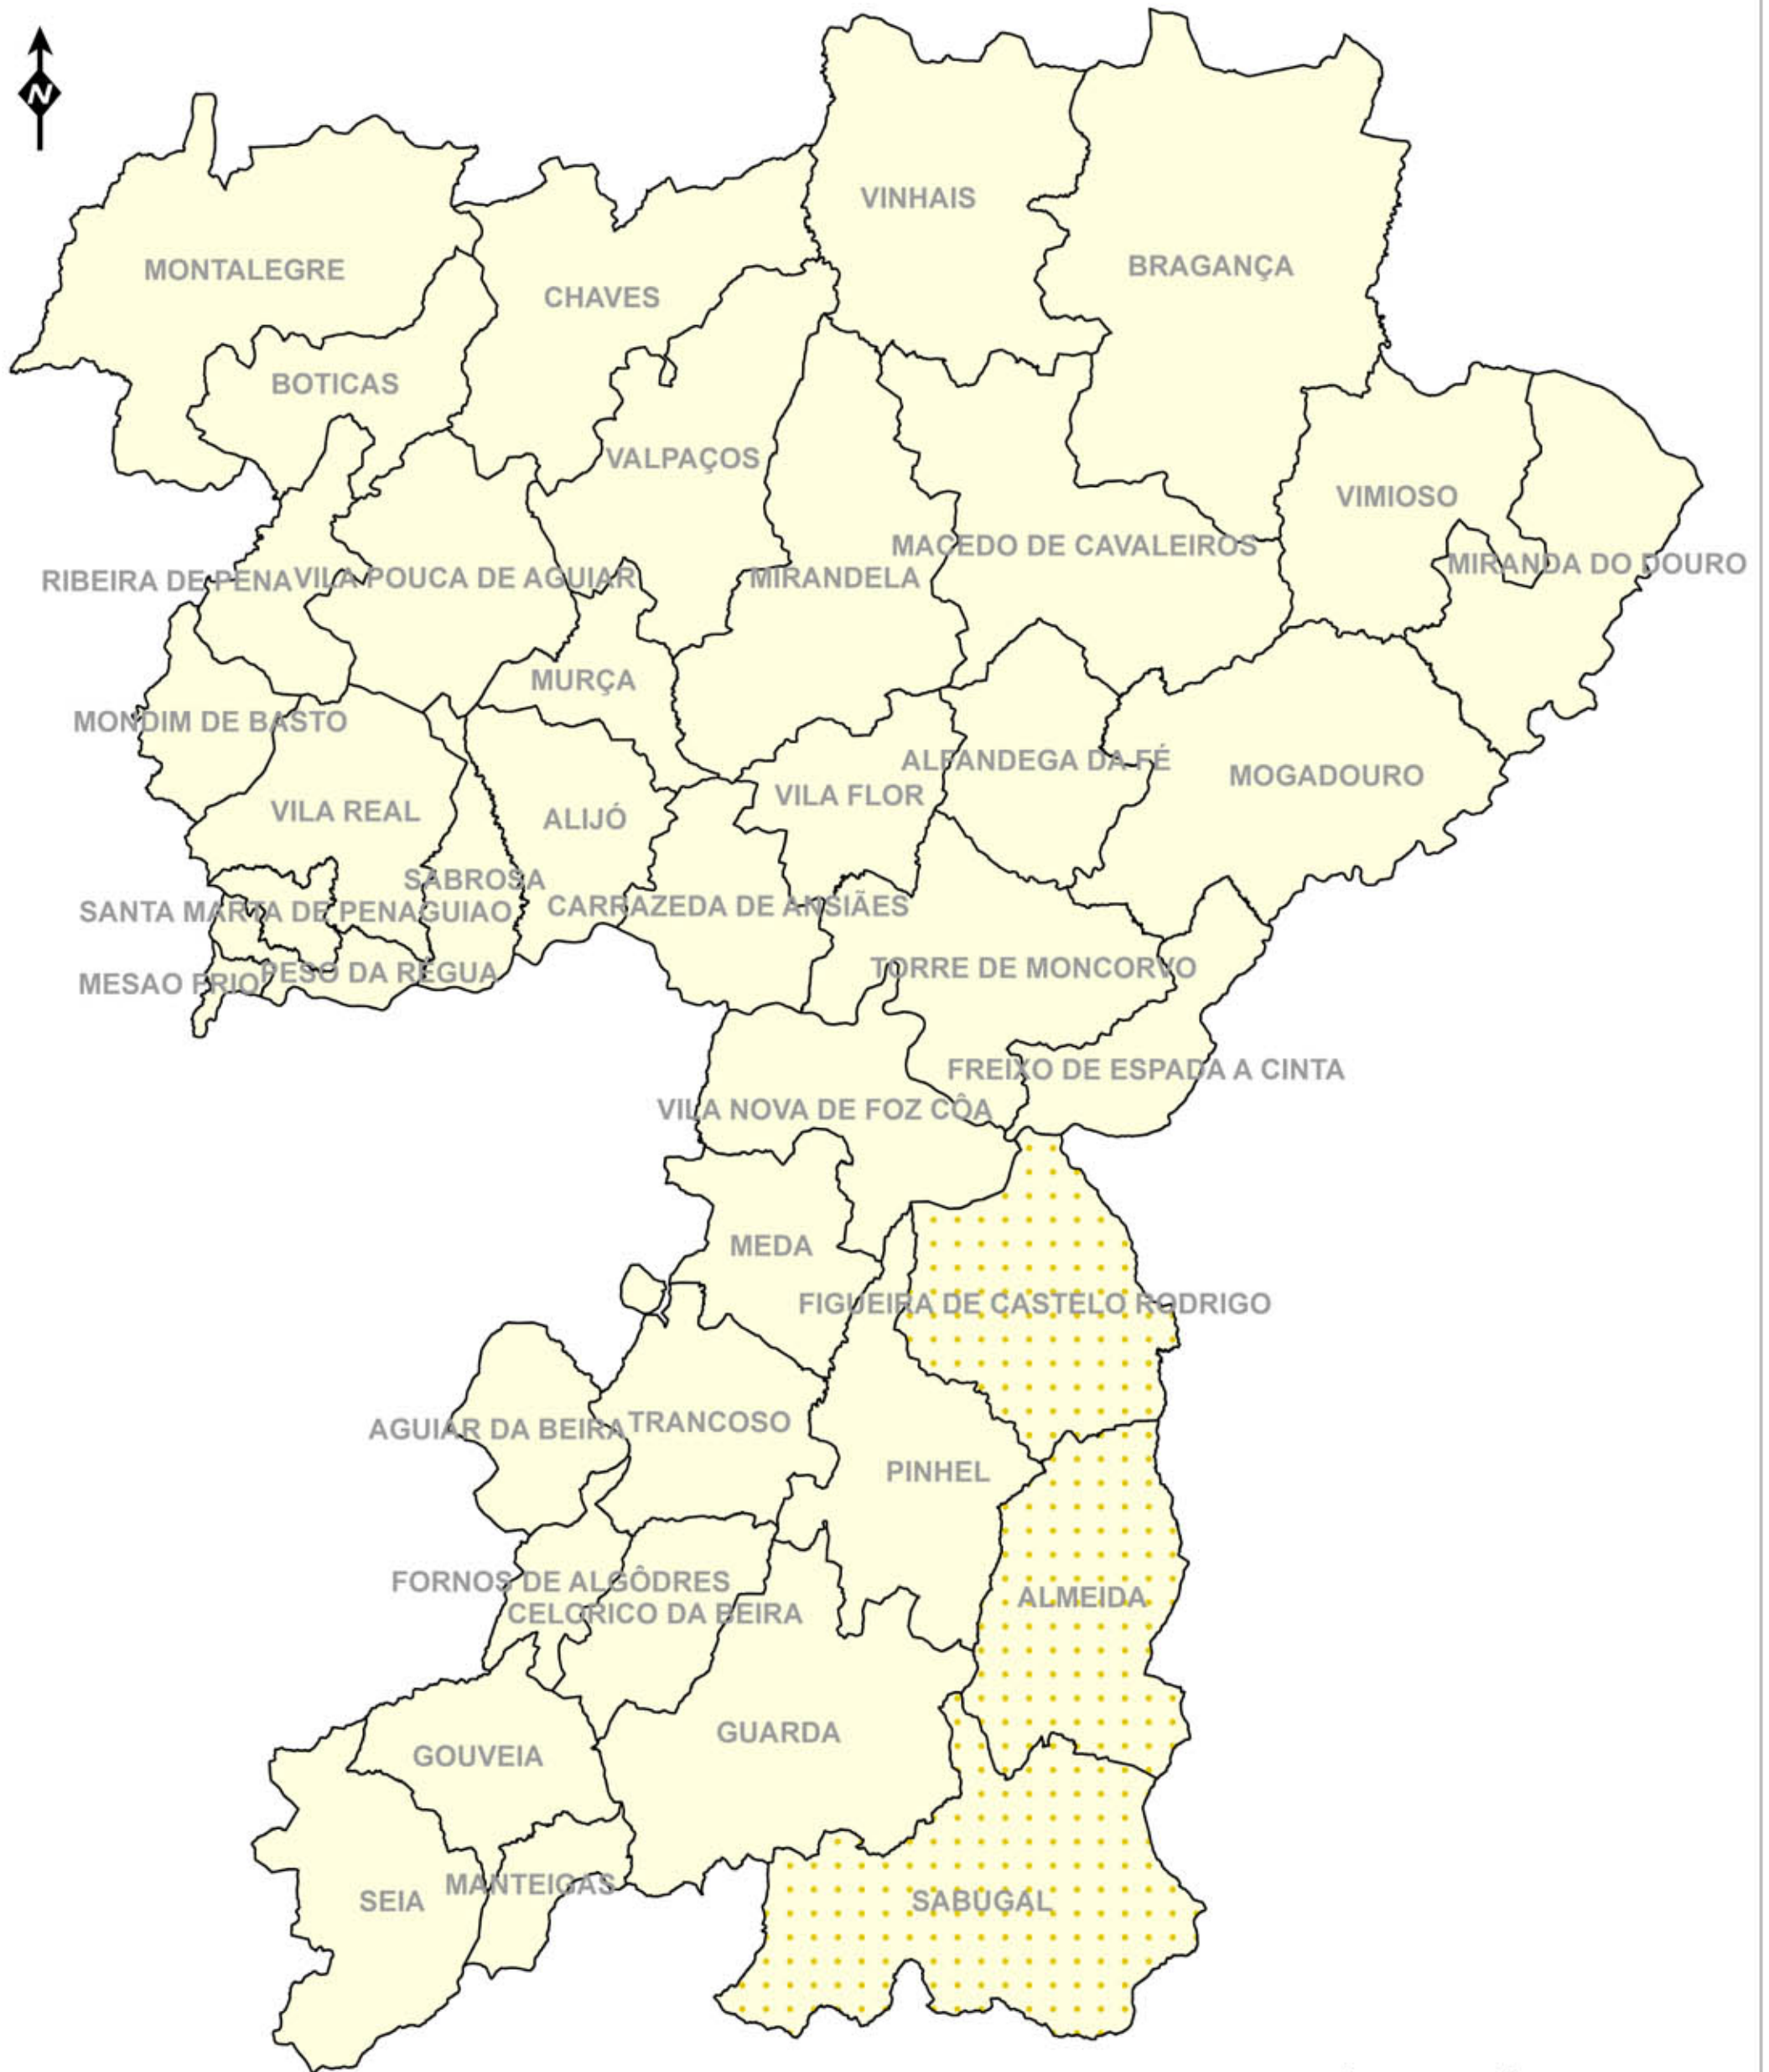 N
VINHAIS
BRAGANÇA
MONTALEGRE
CHAVES
BOTICAS
VALPAÇOS
VIMIOSO
MACEDO DE CAVALEIROS
MIRANDA DO DOURO
RIBEIRA DE PENA
VILA POUCA DE AGUIAR
MIRANDELA
MURÇA
MONDIM DE BASTO
ALFANDEGA DA FÉ
MOGADOURO
VILA FLOR
VILA REAL
ALIJÓ
SABROSA
CARRAZEDA DE ANSIÃES
SANTA MARTA DE PENAGUIAO
TORRE DE MONCORVO
PESO DA RÉGUA
MESAO FRIO
FREIXO DE ESPADA A CINTA
VILA NOVA DE FOZ CÔA
MEDA
FIGUEIRA DE CASTELO RODRIGO
TRANCOSO
AGUIAR DA BEIRA
PINHEL
FORNOS DE ALGÔDRES
ALMEIDA
CELORICO DA BEIRA
GUARDA
GOUVEIA
MANTEIGAS
SEIA
SABUGAL